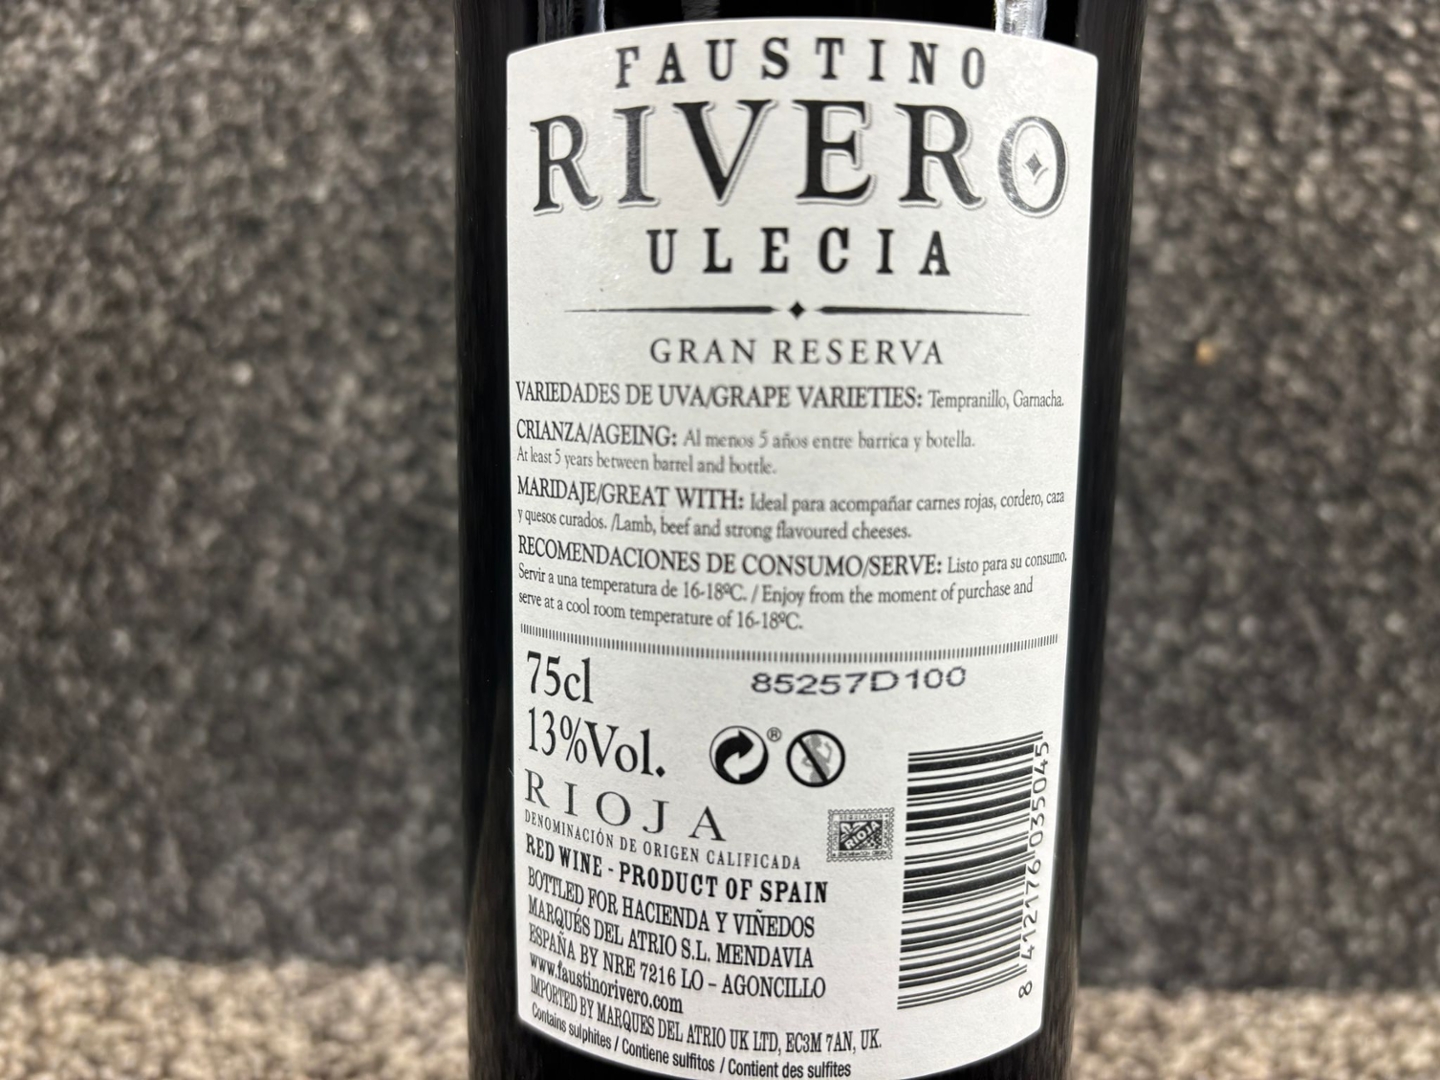 FAUSTINO
RIVERO
ULECIA
GRAN RESERVA
VARIEDADES DE UVA/GRAPE VARIETIES: Tempranillo, Garnacha.
CRIANZA/AGEING: Al menos 5 años entre barrica y botella.
At least 5 years between barrel and bottle.
MARIDAJE/GREAT WITH: Ideal para acompañar carnes rojas, cordero, caza
y quesos curados. /Lamb, beef and strong flavoured cheeses.
RECOMENDACIONES DE CONSUMO/SERVE: Listo para su consumo.
Servir a una temperatura de 16-18ºC. / Enjoy from the moment of purchase and
serve at a cool room temperature of 16-18ºC.
75cl
85257D100
13%Vol.
®
RIOJA
DENOMINACIÓN DE ORIGEN CALIFICADA
RIOJA
RED WINE - PRODUCT OF SPAIN
BOTTLED FOR HACIENDA Y VIÑEDOS
MARQUÉS DEL ATRIO S.L. MENDAVIA
ESPAÑA BY NRE 7216 LO - AGONCILLO
www.faustinorivero.com
IMPORTED BY MARQUES DEL ATRIO UK LTD, EC3M 7AN, UK.
Contains sulphites / Contiene sulfitos / Contient des sulfites
8 412176 035045